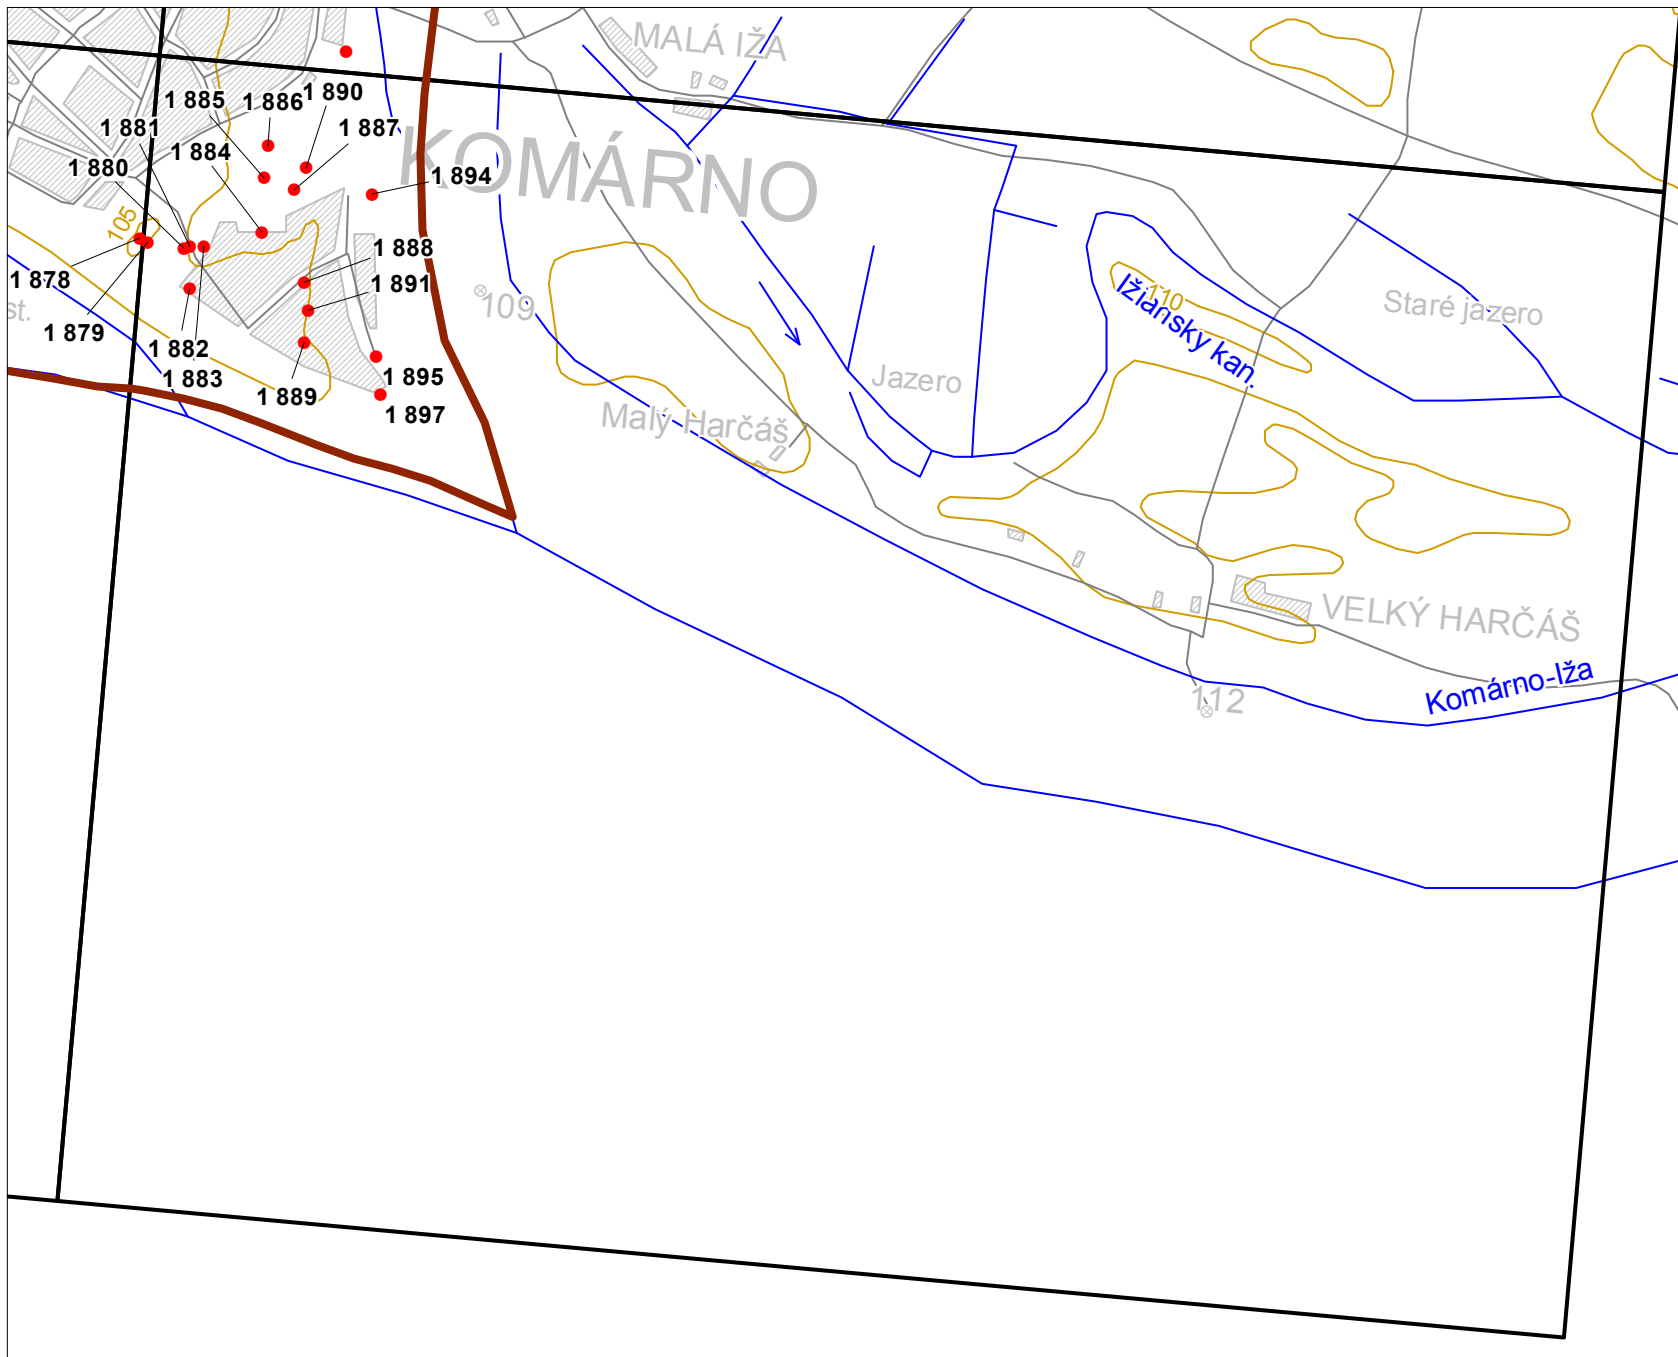 MALÁ IŽA
1 885
1 886
1 890
1 881
1 887
1 884
KOMÁRNO
1 880
1 894
105
1 888
1 878
1 891
109
110
Ižiansky kan.
Staré jazero
st.
1 879
1 882
1 883
1 895
Jazero
1 889
1 897
Malý Harčáš
VELKÝ HARČÁŠ
Komárno-Iža
112